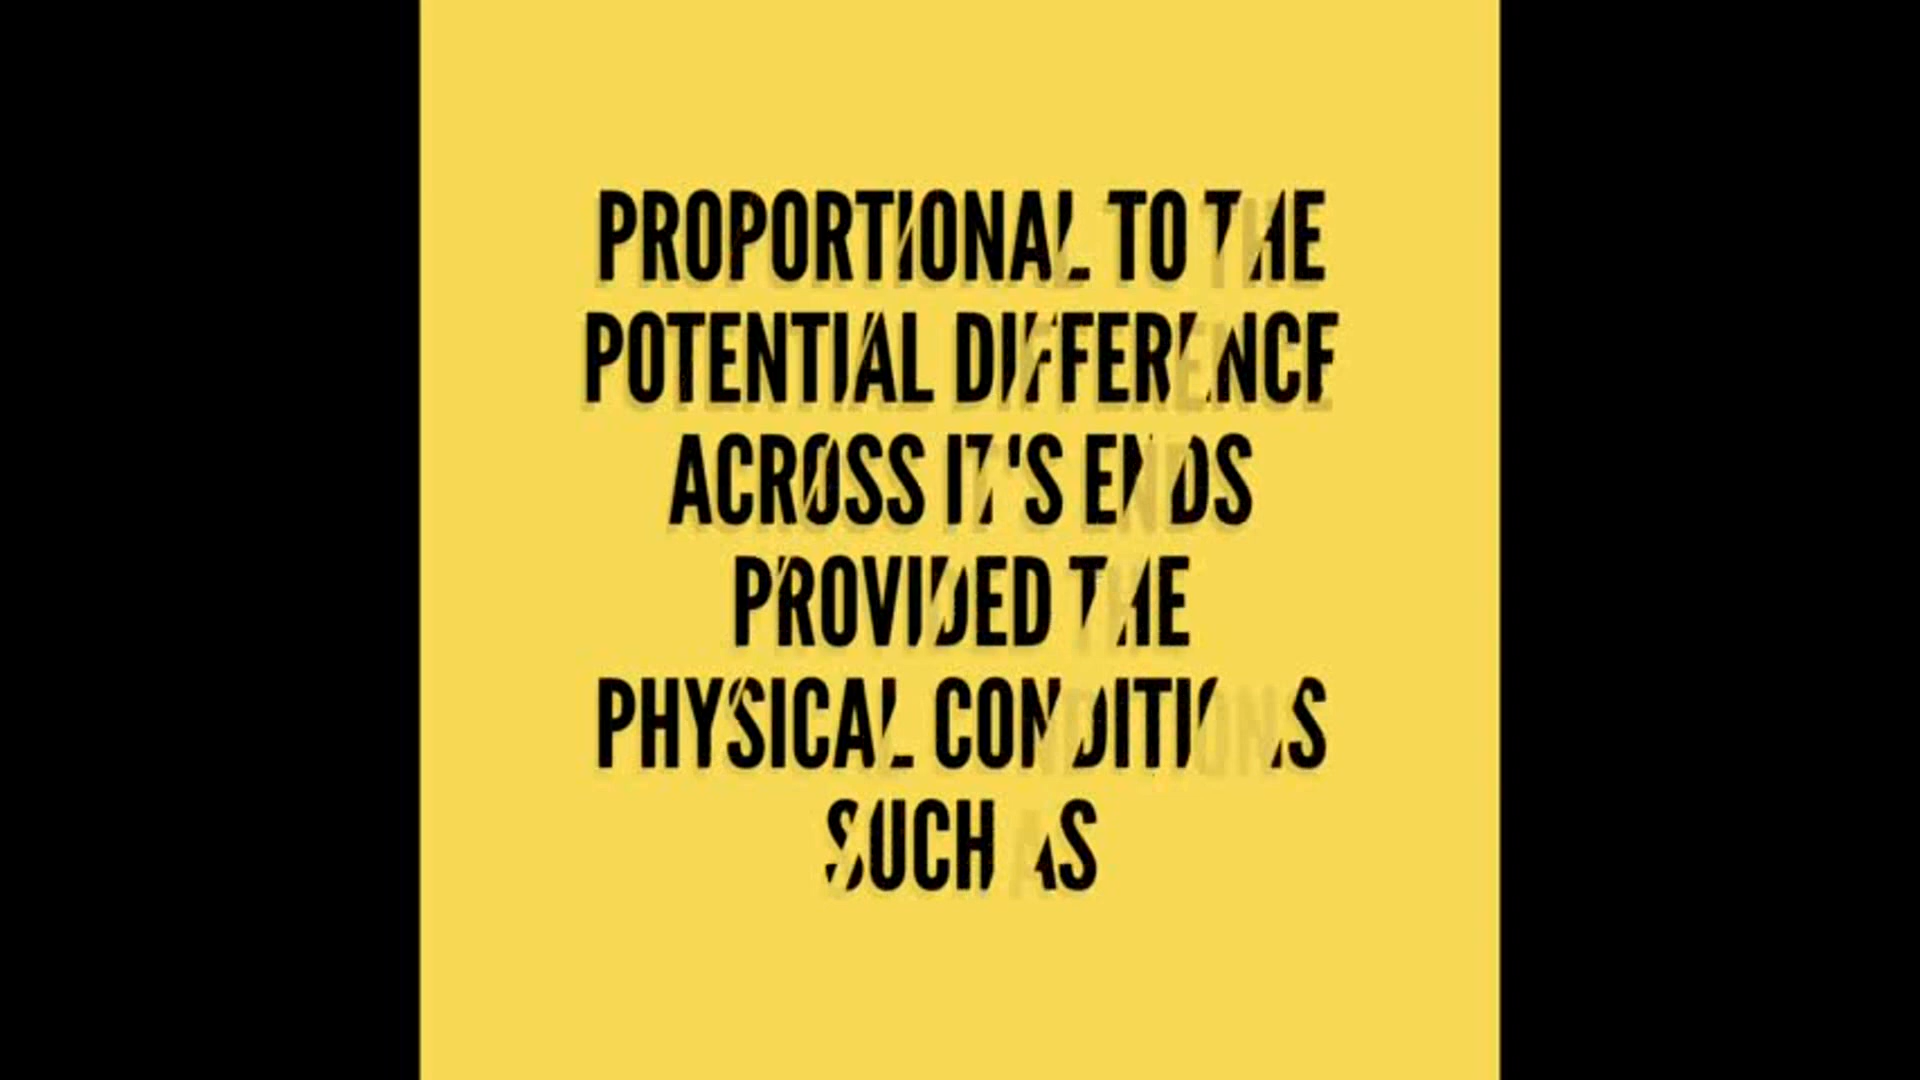 PROPORTIONAL TO THE
POTENTIAL DIFFERENCE
ACROSS IT'S ENDS
PROVIDED THE
PHYSICAL CONDITIONS
SUCH AS